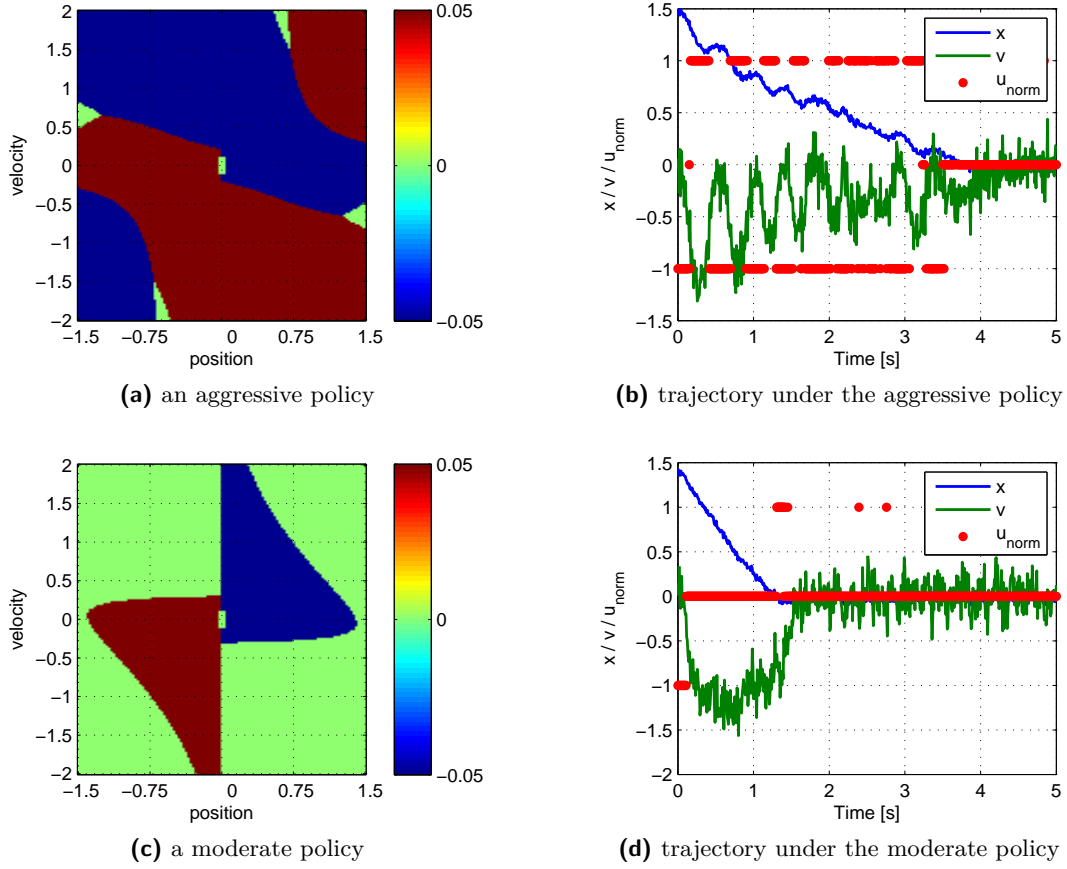 2
1.5
1
0.5
0
−0.5
−1
−1.5
−2
velocity
−1.5 −0.75 0 0.75 1.5
position
0.05
0
−0.05
(a) an aggressive policy
1.5
1
0.5
0
−0.5
−1
−1.5
x / v / u_norm
0 1 2 3 4 5
Time [s]
x
v
u_norm
(b) trajectory under the aggressive policy
2
1.5
1
0.5
0
−0.5
−1
−1.5
−2
velocity
−1.5 −0.75 0 0.75 1.5
position
0.05
0
−0.05
(c) a moderate policy
1.5
1
0.5
0
−0.5
−1
−1.5
−2
x / v / u_norm
0 1 2 3 4 5
Time [s]
x
v
u_norm
(d) trajectory under the moderate policy